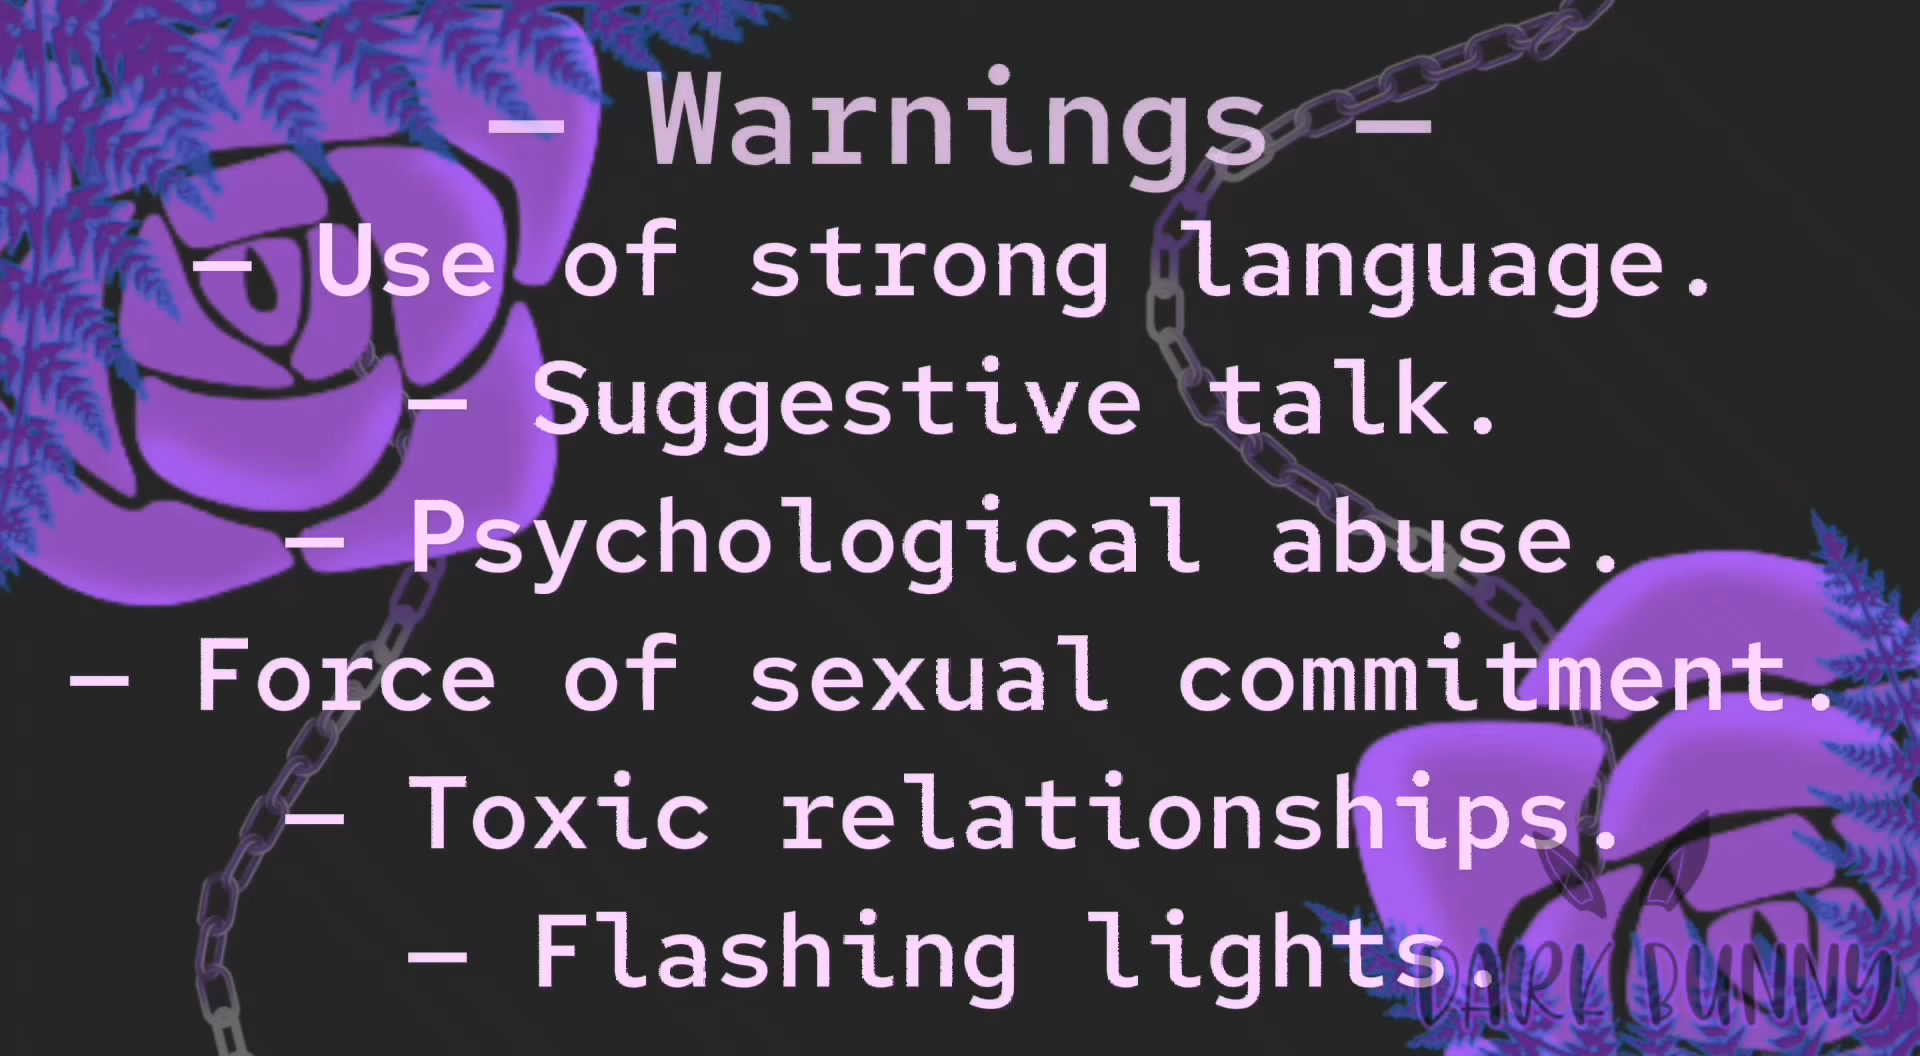 — Warnings —
— Use of strong language.
— Suggestive talk.
— Psychological abuse.
— Force of sexual commitment.
— Toxic relationships.
— Flashing lights.
DARK BUNNY